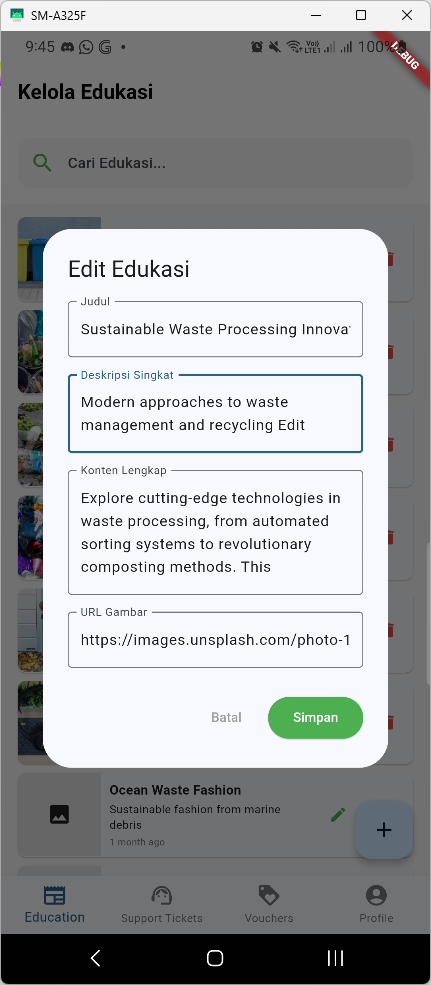 SM-A325F
9:45
100%
DEBUG
Kelola Edukasi
Cari Edukasi...
Edit Edukasi
Judul
Sustainable Waste Processing Innova
Deskripsi Singkat
Modern approaches to waste
management and recycling Edit
Konten Lengkap
Explore cutting-edge technologies in
waste processing, from automated
sorting systems to revolutionary
composting methods. This
URL Gambar
https://images.unsplash.com/photo-1
Batal
Simpan
Ocean Waste Fashion
Sustainable fashion from marine
debris
1 month ago
Education
Support Tickets
Vouchers
Profile